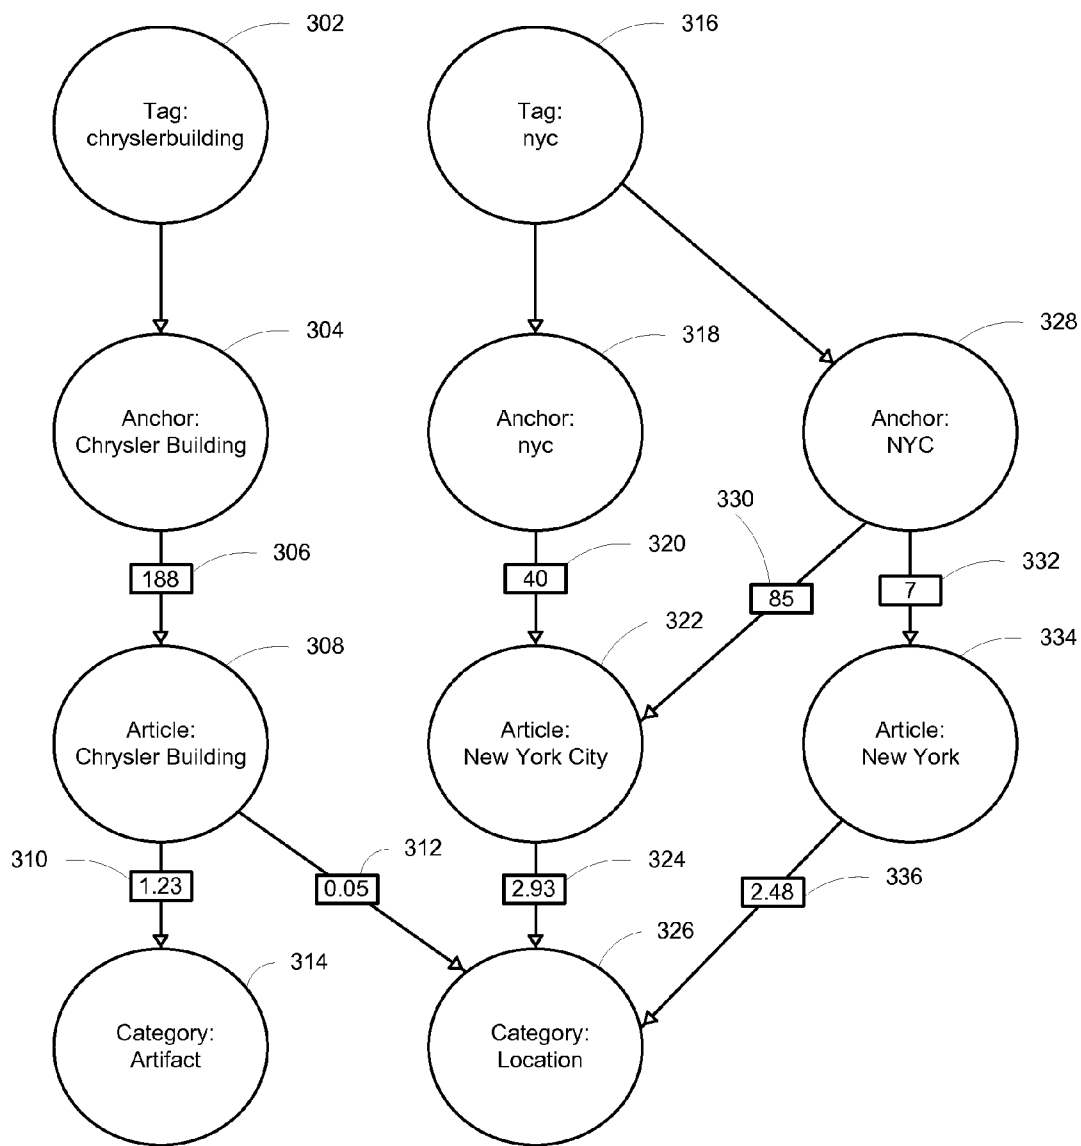 302
316
Tag:
chryslerbuilding
Tag:
nyc
304
318
328
Anchor:
Chrysler Building
Anchor:
nyc
Anchor:
NYC
330
306
320
332
188
40
85
7
308
322
334
Article:
Chrysler Building
Article:
New York City
Article:
New York
310
312
324
336
1.23
0.05
2.93
2.48
314
326
Category:
Artifact
Category:
Location